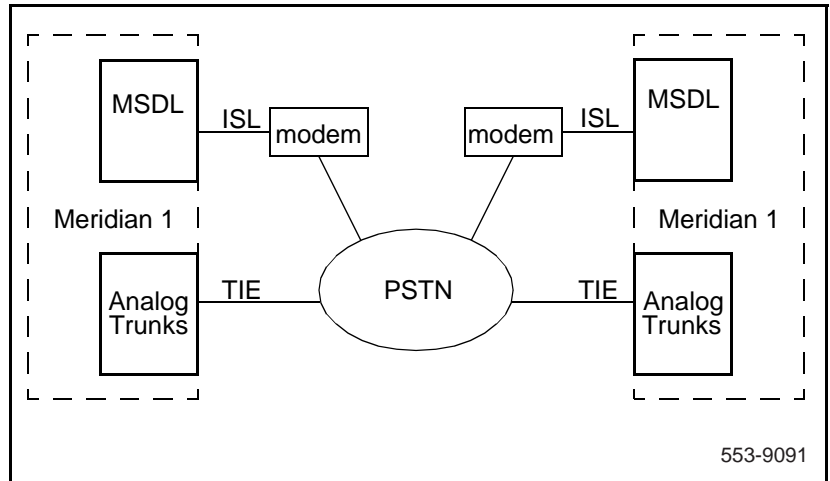 MSDL
ISL
modem
modem
ISL
MSDL
Meridian 1
Meridian 1
Analog
Trunks
TIE
PSTN
TIE
Analog
Trunks
553-9091